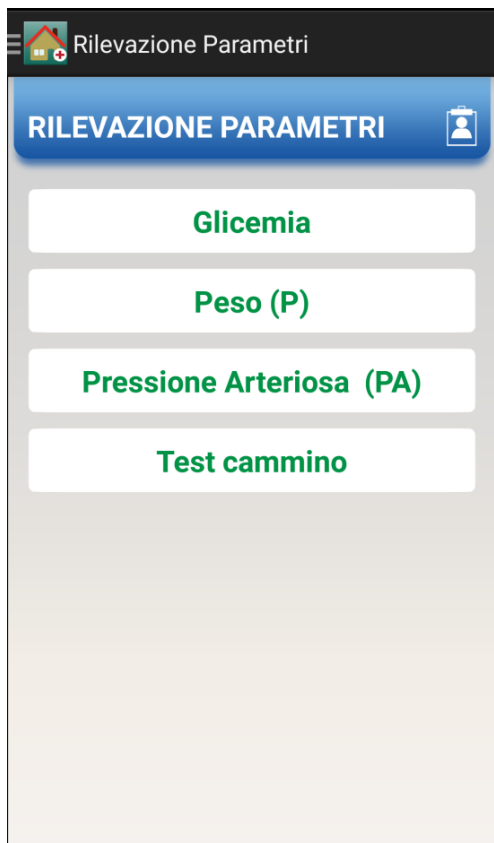 Rilevazione Parametri
RILEVAZIONE PARAMETRI
Glicemia
Peso (P)
Pressione Arteriosa (PA)
Test cammino